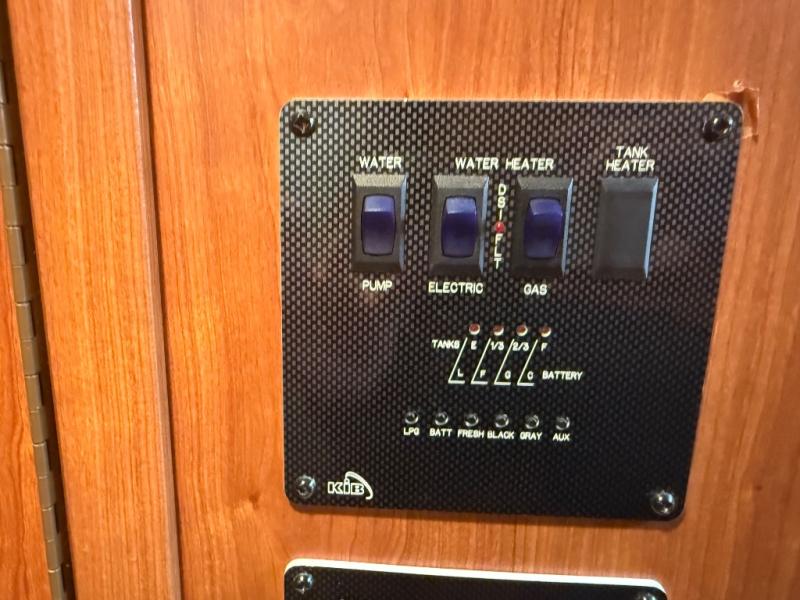 WATER
WATER HEATER
TANK
HEATER
DSI
FLT
PUMP
ELECTRIC
GAS
TANKS E 1/3 2/3 F
L F G C BATTERY
LPG BATT FRESH BLACK GRAY AUX
KIB